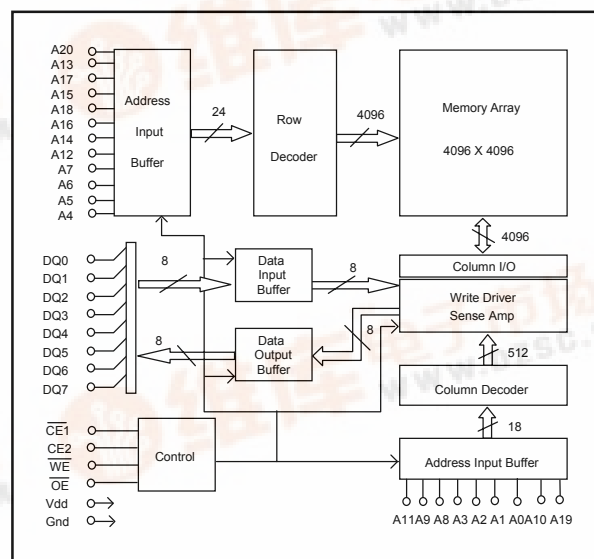 A20
A13
A17
A15
A18
A16
A14
A12
A7
A6
A5
A4
Address
Input
Buffer
24
Row
Decoder
4096
Memory Array
4096 X 4096
4096
DQ0
DQ1
DQ2
DQ3
DQ4
DQ5
DQ6
DQ7
8
Data
Input
Buffer
8
Column I/O
Write Driver
Sense Amp
8
Data
Output
Buffer
8
512
Column Decoder
18
CE1
CE2
WE
OE
Vdd
Gnd
Control
Address Input Buffer
A11A9 A8 A3 A2 A1 A0A10 A19